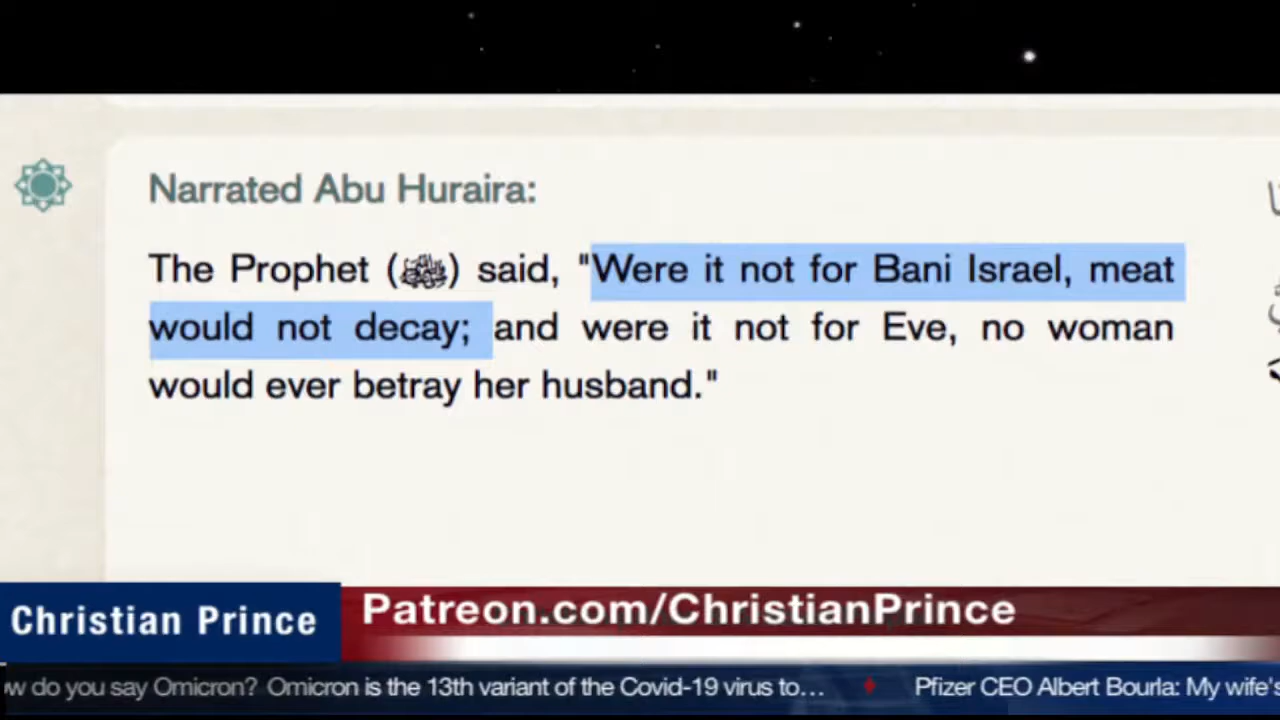 Narrated Abu Huraira:
The Prophet (ﷺ) said, "Were it not for Bani Israel, meat
would not decay; and were it not for Eve, no woman
would ever betray her husband."
Christian Prince
Patreon.com/ChristianPrince
w do you say Omicron? Omicron is the 13th variant of the Covid-19 virus to… ♦ Pfizer CEO Albert Bourla: My wife's